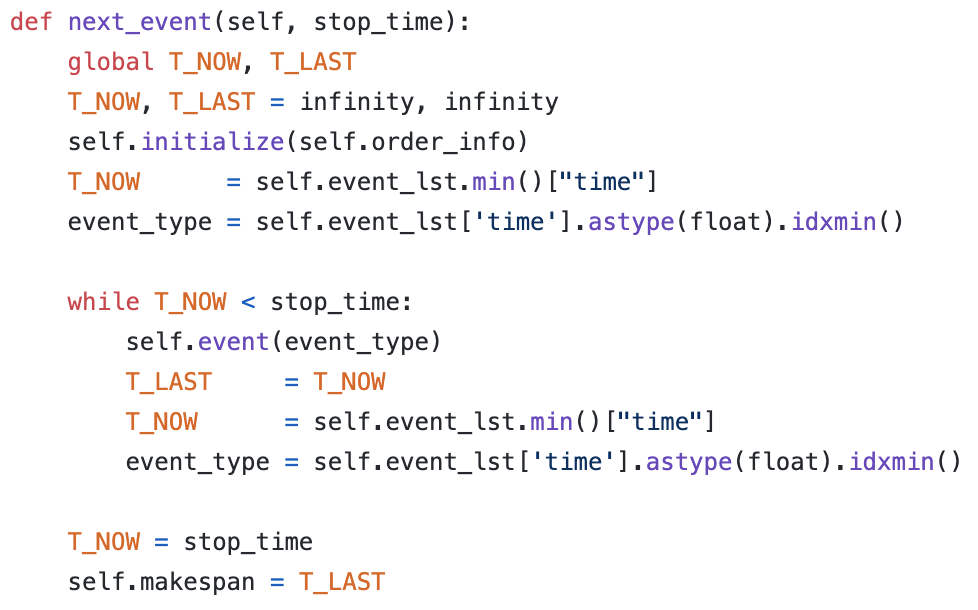 def next_event(self, stop_time):
    global T_NOW, T_LAST
    T_NOW, T_LAST = infinity, infinity
    self.initialize(self.order_info)
    T_NOW      = self.event_lst.min()["time"]
    event_type = self.event_lst['time'].astype(float).idxmin()

    while T_NOW < stop_time:
        self.event(event_type)
        T_LAST     = T_NOW
        T_NOW      = self.event_lst.min()["time"]
        event_type = self.event_lst['time'].astype(float).idxmin()

    T_NOW = stop_time
    self.makespan = T_LAST